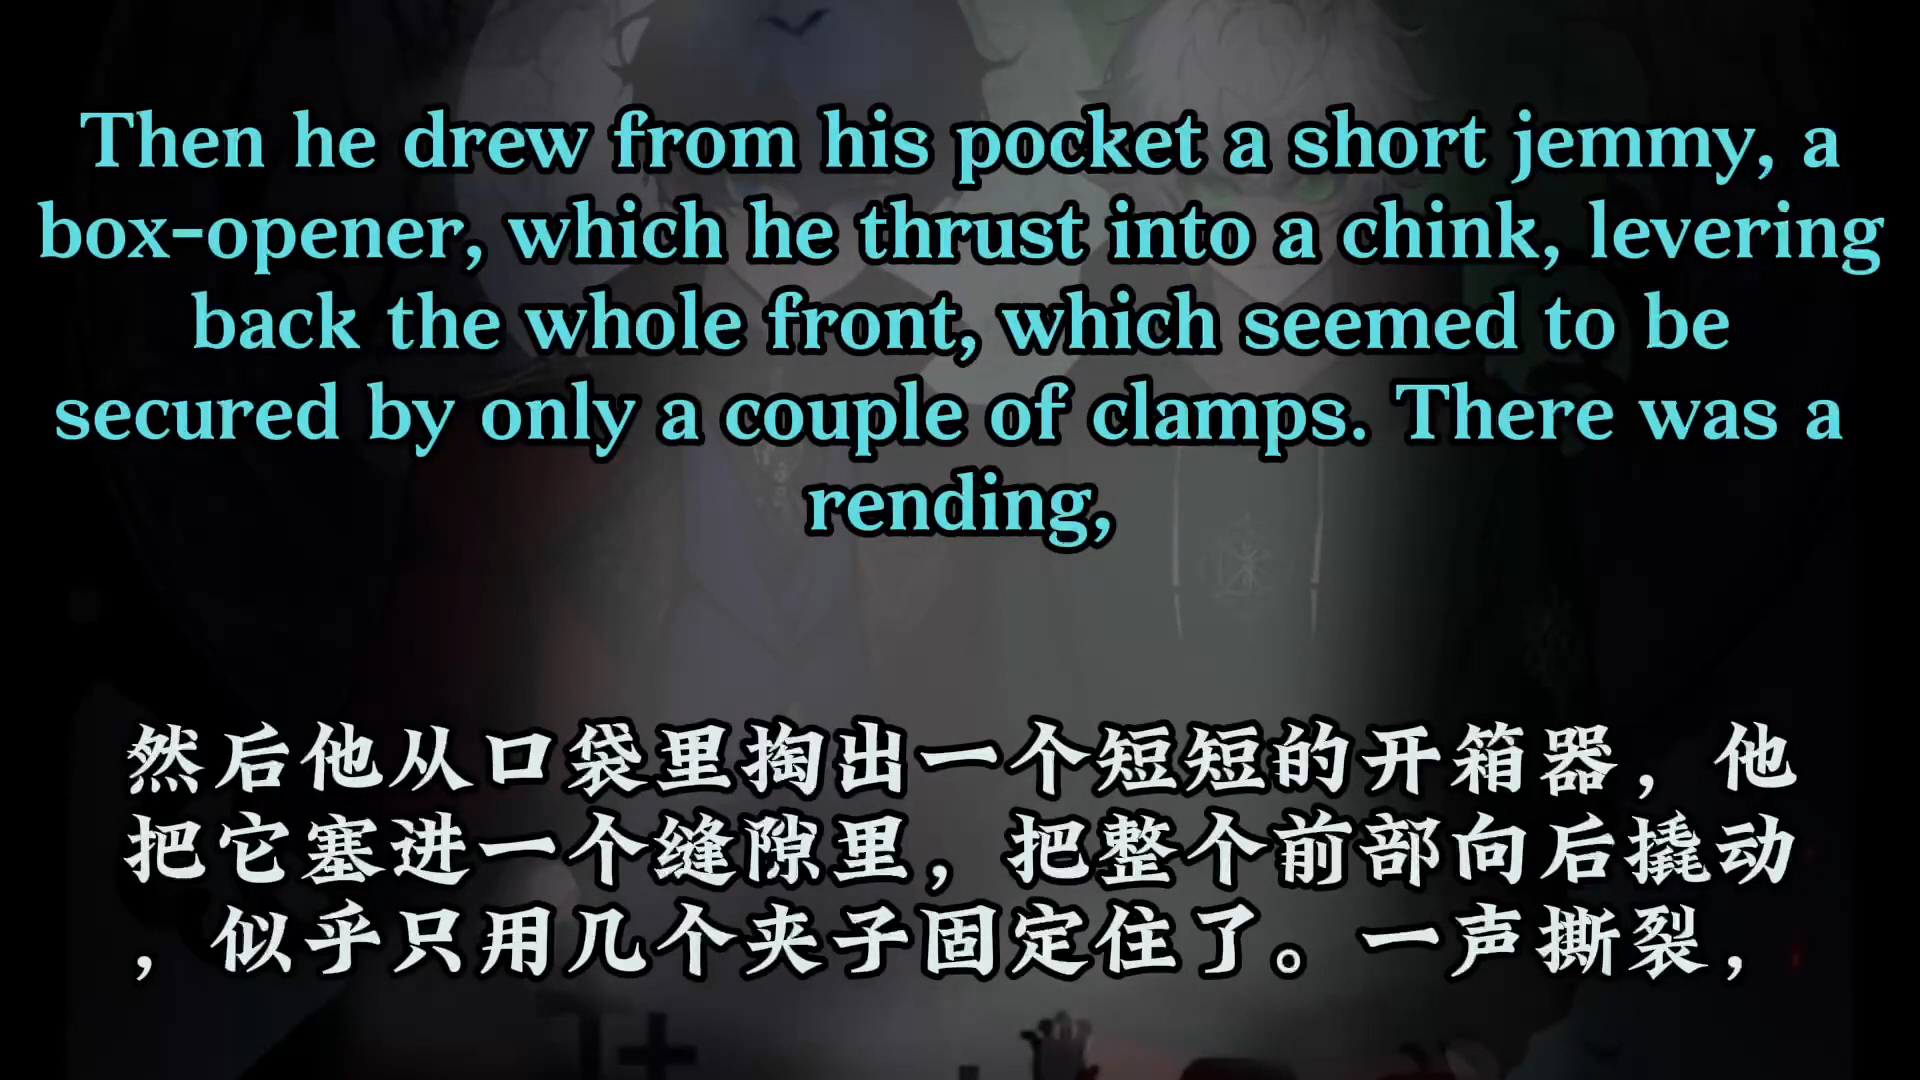 Then he drew from his pocket a short jemmy, a
box-opener, which he thrust into a chink, levering
back the whole front, which seemed to be
secured by only a couple of clamps. There was a
rending,
然后他从口袋里掏出一个短短的开箱器，他
把它塞进一个缝隙里，把整个前部向后撬动
，似乎只用几个夹子固定住了。一声撕裂，